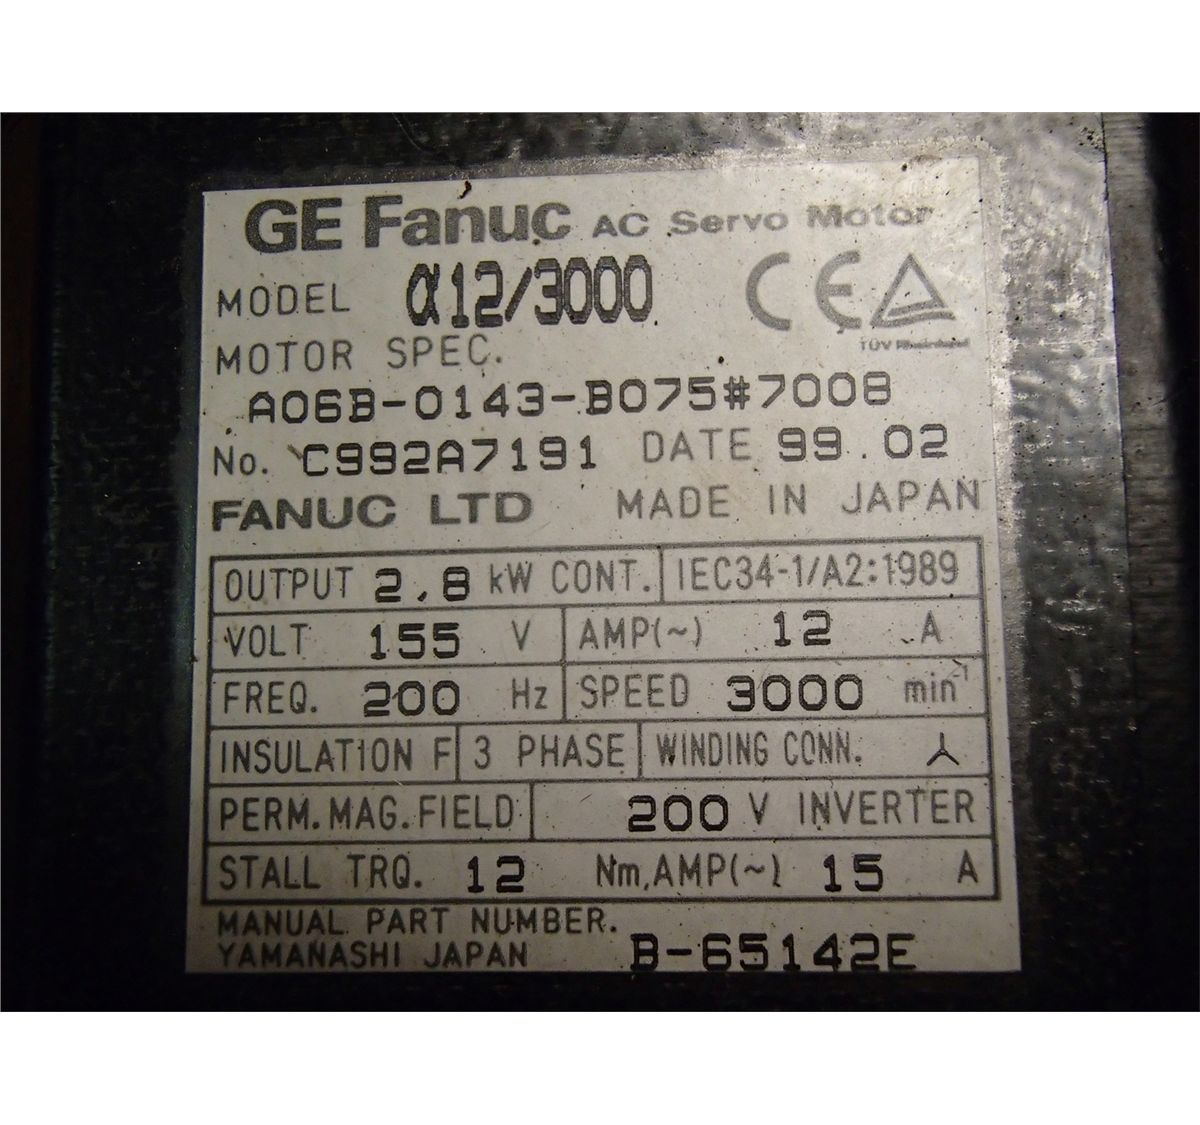 GE Fanuc AC Servo Motor
MODEL α12/3000
CE
TÜV Rheinland
MOTOR SPEC.
A06B-0143-B075#7008
No. C992A7191 DATE 99.02
FANUC LTD MADE IN JAPAN
OUTPUT 2.8 kW CONT. IEC34-1/A2:1989
VOLT 155 V AMP(~) 12 A
FREQ. 200 Hz SPEED 3000 min⁻¹
INSULATION F 3 PHASE WINDING CONN.
PERM.MAG.FIELD 200 V INVERTER
STALL TRQ. 12 Nm,AMP(~) 15 A
MANUAL PART NUMBER.
YAMANASHI JAPAN B-65142E